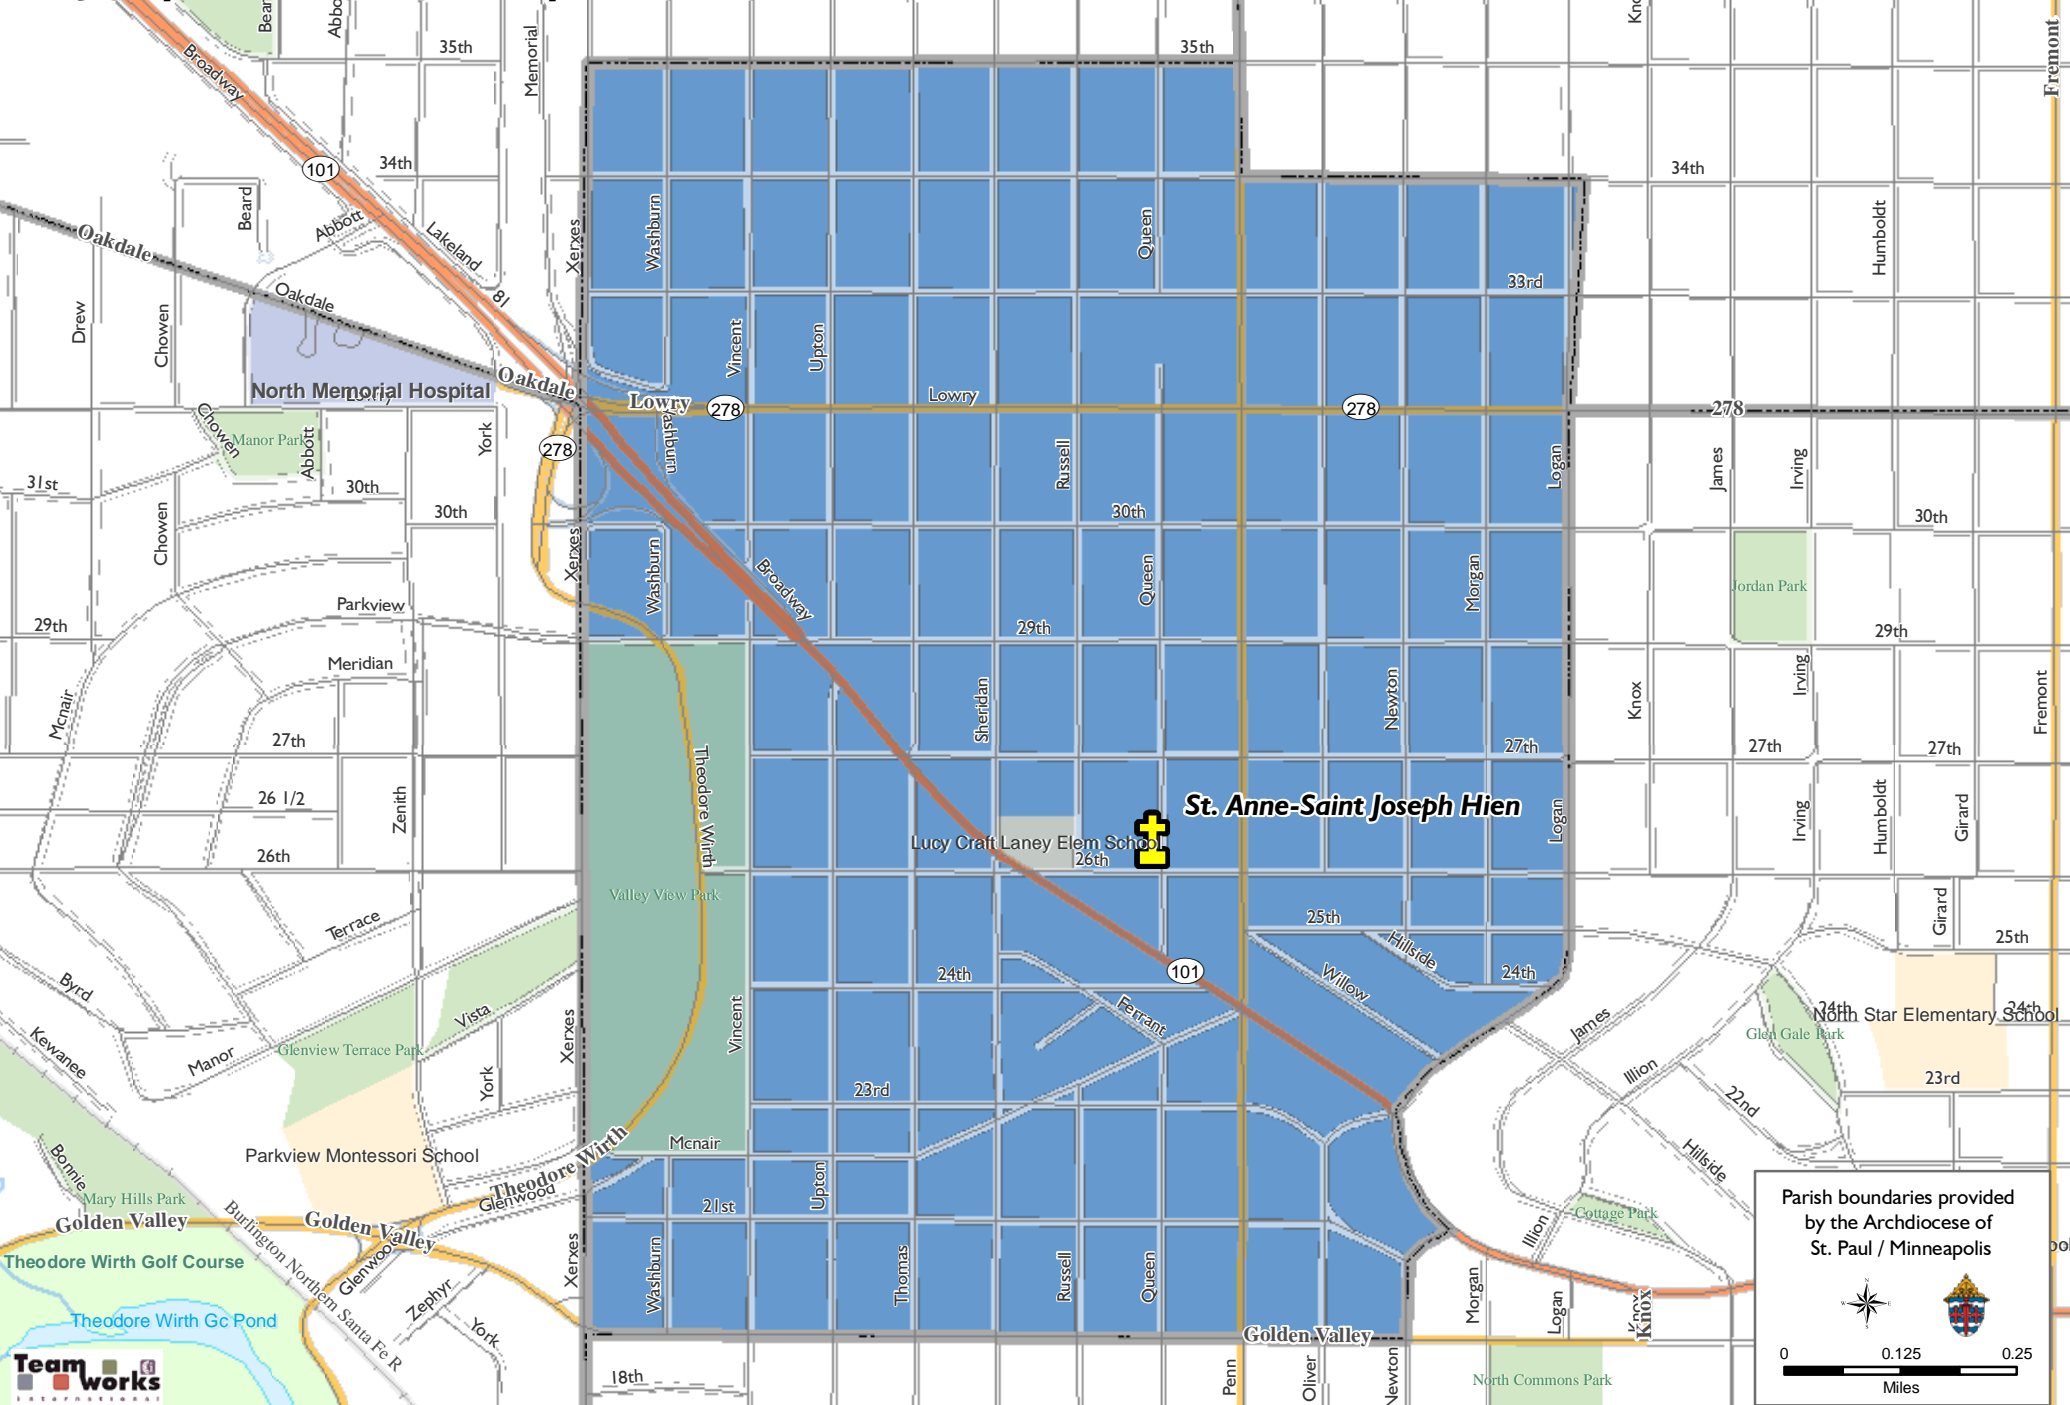 Bear
Abbo
Memorial
Kno
Fremont
35th
35th
Broadway
101
34th
34th
Beard
Abbott
Lakeland
81
Xerxes
Washburn
Queen
Humboldt
Oakdale
Oakdale
33rd
Drew
Chowen
Vincent
Upton
North Memorial Hospital
Lowry
Oakdale
Lowry
278
Lowry
278
278
Chowen
Manor Park
Abbott
York
278
Washburn
Russell
Logan
James
Irving
31st
30th
30th
30th
30th
Chowen
Xerxes
Washburn
Broadway
Queen
Morgan
Jordan Park
Parkview
29th
29th
29th
Meridian
Mcnair
Sheridan
Newton
Knox
Irving
Fremont
27th
27th
27th
27th
Theodore Wirth
26 1/2
Zenith
St. Anne-Saint Joseph Hien
Logan
Irving
Humboldt
Girard
Lucy Craft Laney Elem School
26th
26th
Valley View Park
Terrace
25th
Girard
25th
Hillside
24th
Willow
24th
101
Byrd
Vista
Ferrant
24th
24th
North Star Elementary School
Kewanee
Manor
Glenview Terrace Park
Xerxes
Vincent
James
Glen Gale Park
York
23rd
Illion
23rd
22nd
Mcnair
Parkview Montessori School
Theodore Wirth
Bonnie
Hillside
Mary Hills Park
Glenwood
Upton
21st
Golden Valley
Golden Valley
Burlington Northern Santa Fe R
Cottage Park
Illion
Theodore Wirth Golf Course
Glenwood
Xerxes
Washburn
Thomas
Russell
Queen
Zephyr
Morgan
Logan
Knox
Knox
Theodore Wirth Gc Pond
York
Golden Valley
18th
Penn
Oliver
Newton
North Commons Park
Parish boundaries provided
by the Archdiocese of
St. Paul / Minneapolis
N
W
E
S
0 0.125 0.25
Miles
Team
works
international